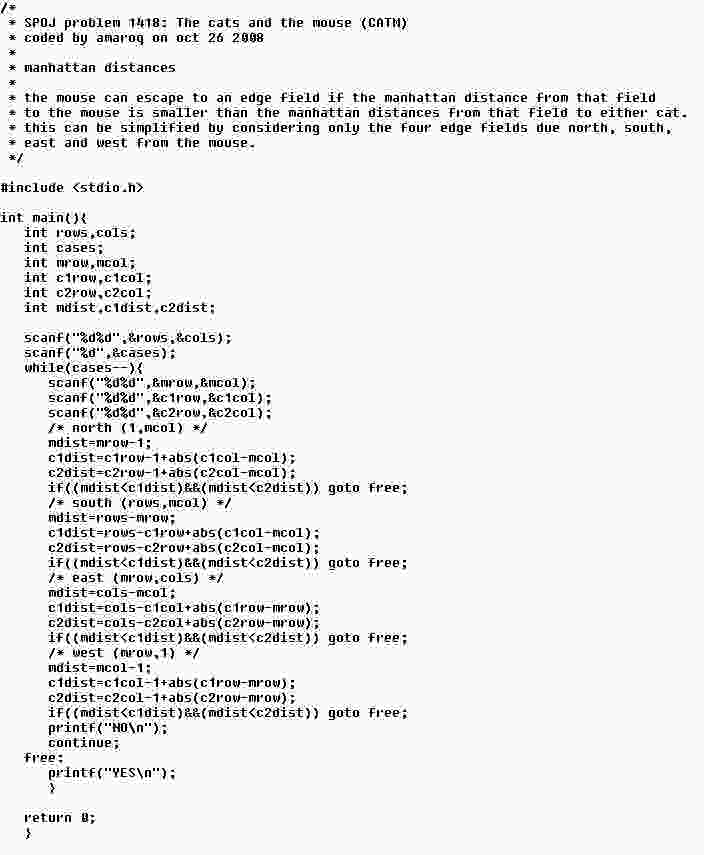 /*
 * SPOJ problem 1418: The cats and the mouse (CATM)
 * coded by amaroq on oct 26 2008
 *
 * manhattan distances
 *
 * the mouse can escape to an edge field if the manhattan distance from that field
 * to the mouse is smaller than the manhattan distances from that field to either cat.
 * this can be simplified by considering only the four edge fields due north, south,
 * east and west from the mouse.
 */

#include <stdio.h>

int main(){
   int rows,cols;
   int cases;
   int mrow,mcol;
   int c1row,c1col;
   int c2row,c2col;
   int mdist,c1dist,c2dist;

   scanf("%d%d",&rows,&cols);
   scanf("%d",&cases);
   while(cases--){
      scanf("%d%d",&mrow,&mcol);
      scanf("%d%d",&c1row,&c1col);
      scanf("%d%d",&c2row,&c2col);
      /* north (1,mcol) */
      mdist=mrow-1;
      c1dist=c1row-1+abs(c1col-mcol);
      c2dist=c2row-1+abs(c2col-mcol);
      if((mdist<c1dist)&&(mdist<c2dist)) goto free;
      /* south (rows,mcol) */
      mdist=rows-mrow;
      c1dist=rows-c1row+abs(c1col-mcol);
      c2dist=rows-c2row+abs(c2col-mcol);
      if((mdist<c1dist)&&(mdist<c2dist)) goto free;
      /* east (mrow,cols) */
      mdist=cols-mcol;
      c1dist=cols-c1col+abs(c1row-mrow);
      c2dist=cols-c2col+abs(c2row-mrow);
      if((mdist<c1dist)&&(mdist<c2dist)) goto free;
      /* west (mrow,1) */
      mdist=mcol-1;
      c1dist=c1col-1+abs(c1row-mrow);
      c2dist=c2col-1+abs(c2row-mrow);
      if((mdist<c1dist)&&(mdist<c2dist)) goto free;
      printf("NO\n");
      continue;
   free:
      printf("YES\n");
      }

   return 0;
   }